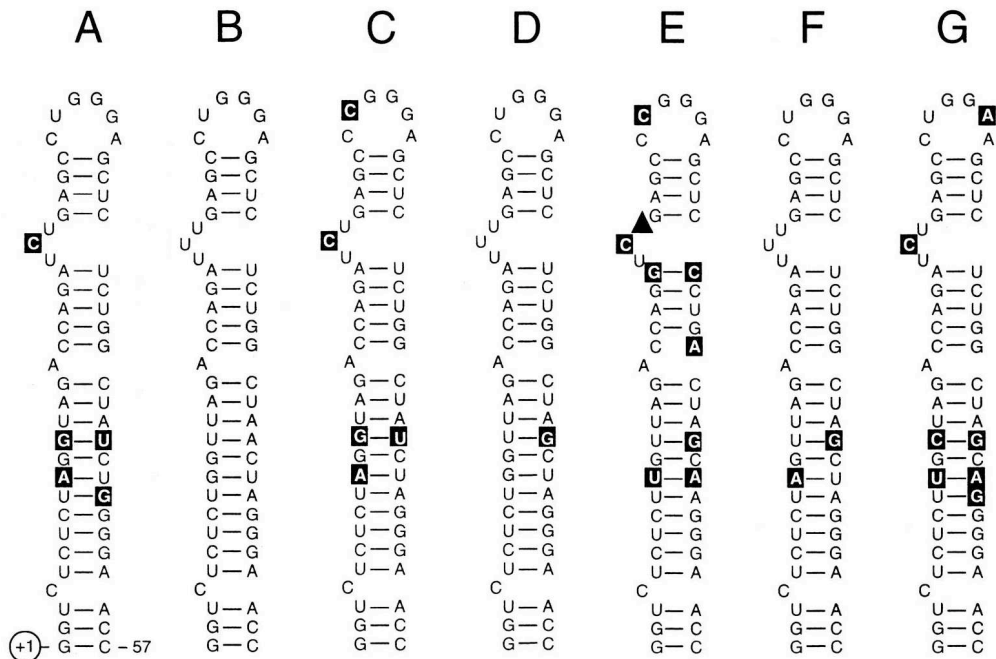 A B C D E F G
G G G G G G G G G G G G G G
U G U G C G U G C G U G U A
C A C A C A C A C A C A C A
C—G C—G C—G C—G C—G C—G C—G
G—C G—C G—C G—C G—C G—C G—C
A—U A—U A—U A—U A—U A—U A—U
G—C G—C G—C G—C G—C G—C G—C
U U U U U U
C U C U C U C
U U U U U U U
A—U A—U A—U A—U G—C A—U A—U
G—C G—C G—C G—C G—C G—C G—C
A—U A—U A—U A—U A—U A—U A—U
C—G C—G C—G C—G C—G C—G C—G
C—G C—G C—G C—G C A C—G C—G
A A A A A A A
G—C G—C G—C G—C G—C G—C G—C
A—U A—U A—U A—U A—U A—U A—U
U—A U—A U—A U—A U—A U—A U—A
G—U U—A G—U U—G U—G U—G C—G
G—C G—C G—C G—C G—C G—C G—C
A—U G—U A—U G—U U—A A—U U—A
U—G U—A U—A U—A U—A U—A U—G
C—G C—G C—G C—G C—G C—G C—G
U—G U—G U—G U—G U—G U—G U—G
C—G C—G C—G C—G C—G C—G C—G
U—A U—A U—A U—A U—A U—A U—A
C C C C C C C
U—A U—A U—A U—A U—A U—A U—A
G—C G—C G—C G—C G—C G—C G—C
+1 — G—C – 57 G—C G—C G—C G—C G—C G—C